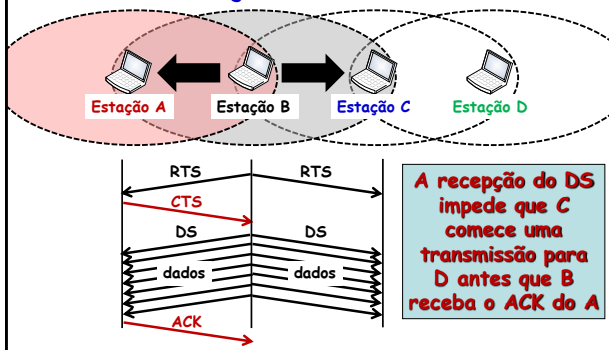 Estação A
Estação B
Estação C
Estação D
RTS
RTS
CTS
DS
DS
dados
dados
ACK
A recepção do DS
impede que C
comece uma
transmissão para
D antes que B
receba o ACK do A